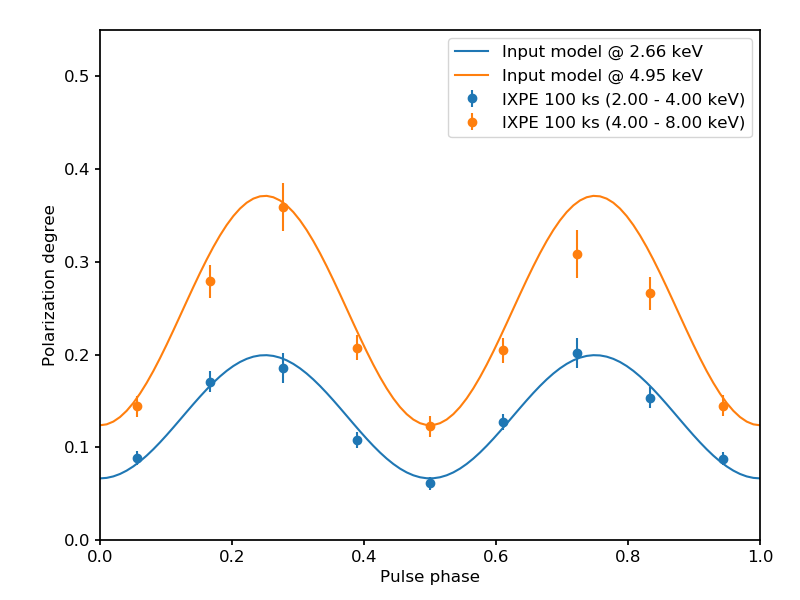 Input model @ 2.66 keV
Input model @ 4.95 keV
IXPE 100 ks (2.00 - 4.00 keV)
IXPE 100 ks (4.00 - 8.00 keV)
Polarization degree
0.5
0.4
0.3
0.2
0.1
0.0
0.0 0.2 0.4 0.6 0.8 1.0
Pulse phase